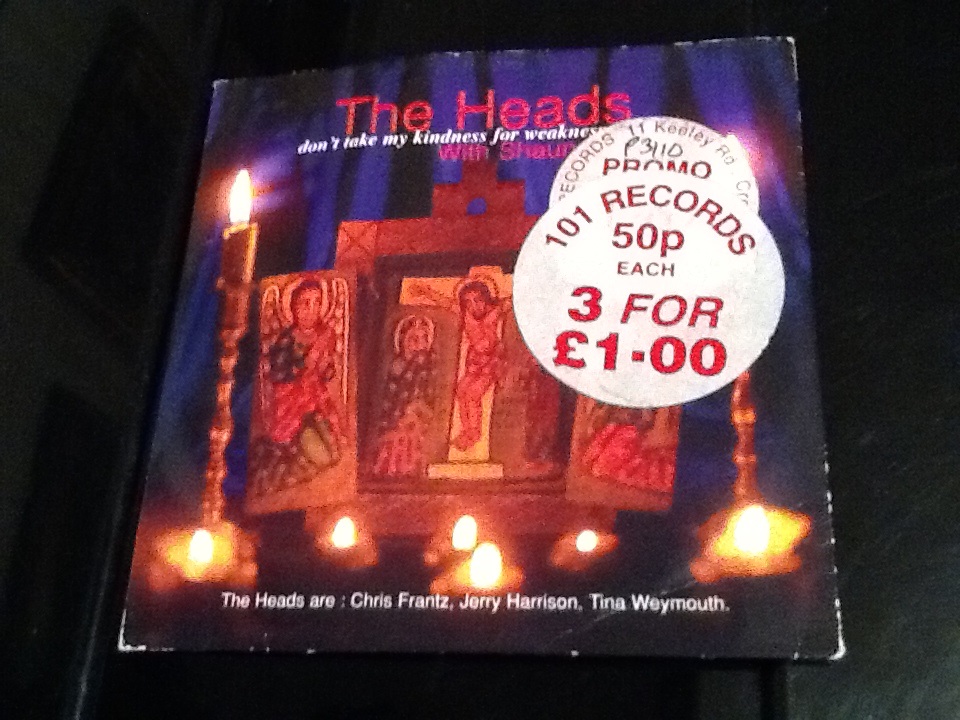 The Heads
don't take my kindness for weakness
with Shaun
RECORDS 11 Keeley Rd
PROMO
101 RECORDS
50p
EACH
3 FOR
£1·00
The Heads are : Chris Frantz, Jerry Harrison, Tina Weymouth.